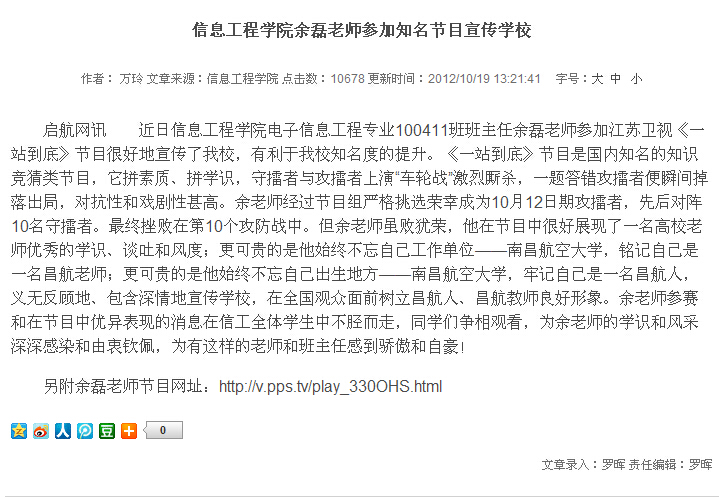 信息工程学院余磊老师参加知名节目宣传学校
作者： 万玲 文章来源：信息工程学院 点击数：10678 更新时间：2012/10/19 13:21:41 字号：大 中 小
启航网讯 近日信息工程学院电子信息工程专业100411班班主任余磊老师参加江苏卫视《一
站到底》节目很好地宣传了我校，有利于我校知名度的提升。《一站到底》节目是国内知名的知识
竞猜类节目，它拼素质、拼学识，守擂者与攻擂者上演“车轮战”激烈厮杀，一题答错攻擂者便瞬间掉
落出局，对抗性和戏剧性甚高。余老师经过节目组严格挑选荣幸成为10月12日期攻擂者，先后对阵
10名守擂者。最终挫败在第10个攻防战中。但余老师虽败犹荣，他在节目中很好展现了一名高校老
师优秀的学识、谈吐和风度；更可贵的是他始终不忘自己工作单位——南昌航空大学，铭记自己是
一名昌航老师；更可贵的是他始终不忘自己出生地方——南昌航空大学，牢记自己是一名昌航人，
义无反顾地、包含深情地宣传学校，在全国观众面前树立昌航人、昌航教师良好形象。余老师参赛
和在节目中优异表现的消息在信工全体学生中不胫而走，同学们争相观看，为余老师的学识和风采
深深感染和由衷钦佩，为有这样的老师和班主任感到骄傲和自豪！
另附余磊老师节目网址：http://v.pps.tv/play_330OHS.html
豆 0
文章录入：罗晖 责任编辑：罗晖